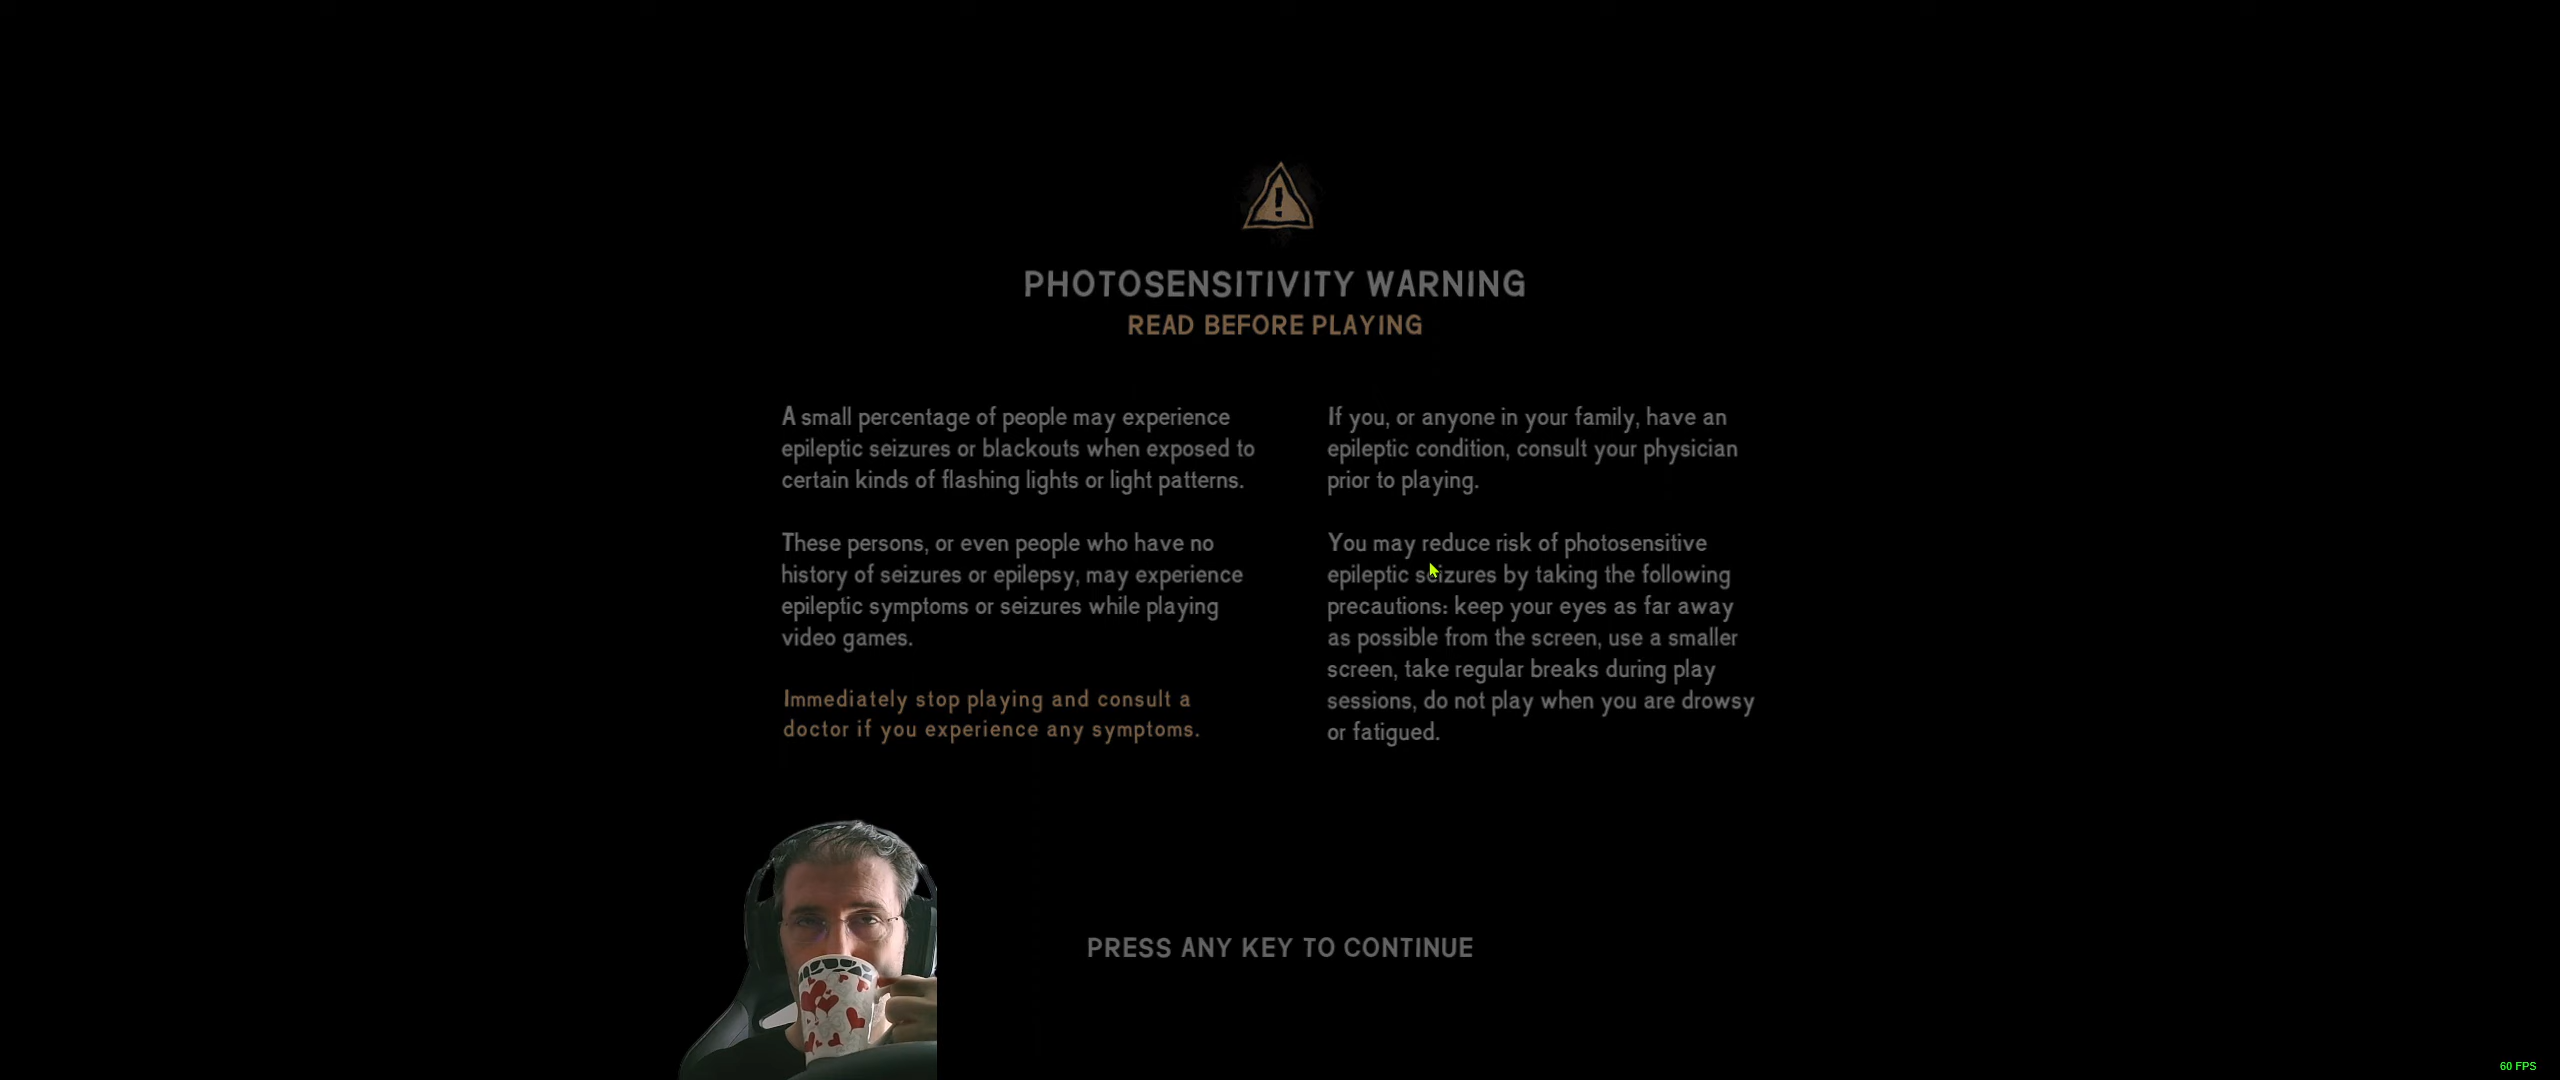 PHOTOSENSITIVITY WARNING
READ BEFORE PLAYING
A small percentage of people may experience
epileptic seizures or blackouts when exposed to
certain kinds of flashing lights or light patterns.
These persons, or even people who have no
history of seizures or epilepsy, may experience
epileptic symptoms or seizures while playing
video games.
Immediately stop playing and consult a
doctor if you experience any symptoms.
If you, or anyone in your family, have an
epileptic condition, consult your physician
prior to playing.
You may reduce risk of photosensitive
epileptic seizures by taking the following
precautions: keep your eyes as far away
as possible from the screen, use a smaller
screen, take regular breaks during play
sessions, do not play when you are drowsy
or fatigued.
PRESS ANY KEY TO CONTINUE
60 FPS